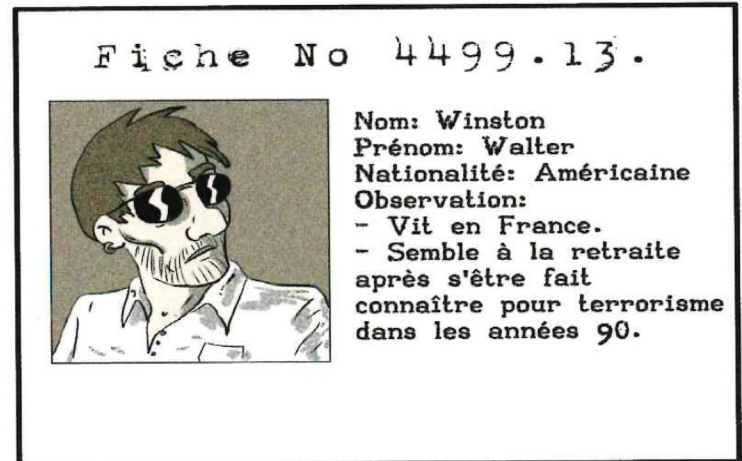 Fiche No 4499.13.
Nom: Winston
Prénom: Walter
Nationalité: Américaine
Observation:
- Vit en France.
- Semble à la retraite
après s'être fait
connaître pour terrorisme
dans les années 90.